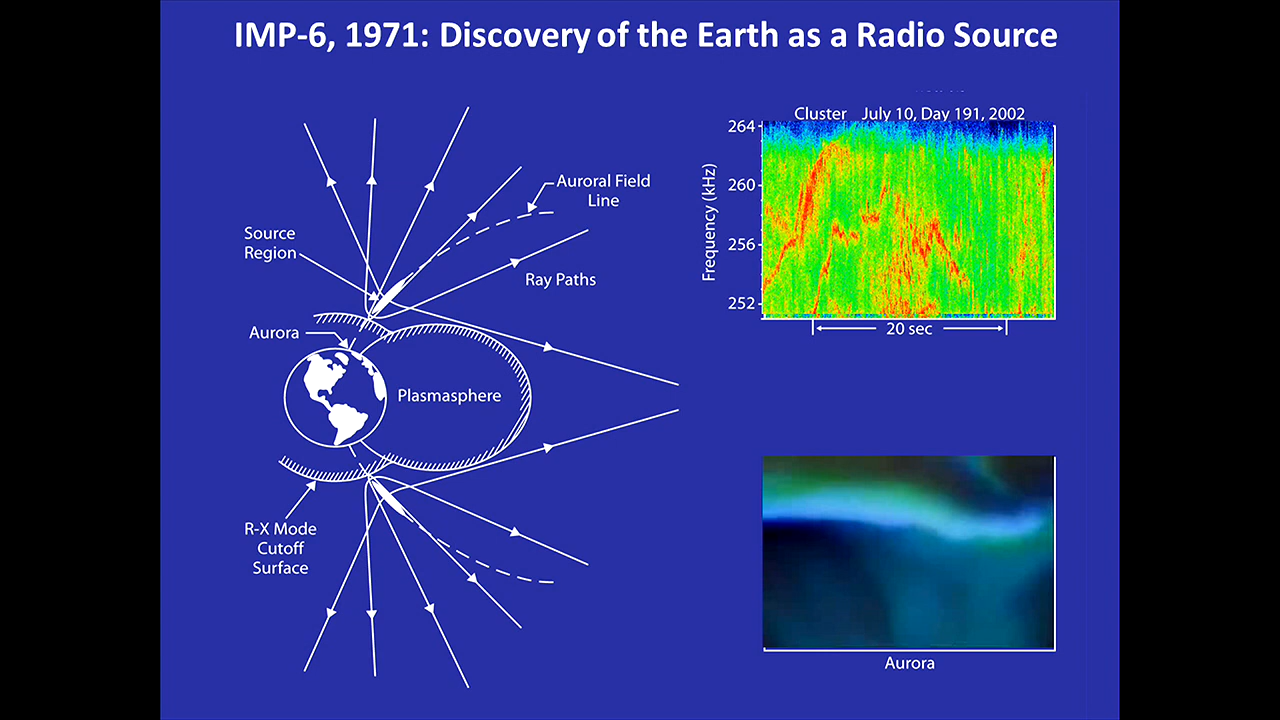 IMP-6, 1971: Discovery of the Earth as a Radio Source
Auroral Field
Line
Source
Region
Ray Paths
Aurora
Plasmasphere
R-X Mode
Cutoff
Surface
Cluster July 10, Day 191, 2002
Frequency (kHz)
264
260
256
252
20 sec
Aurora